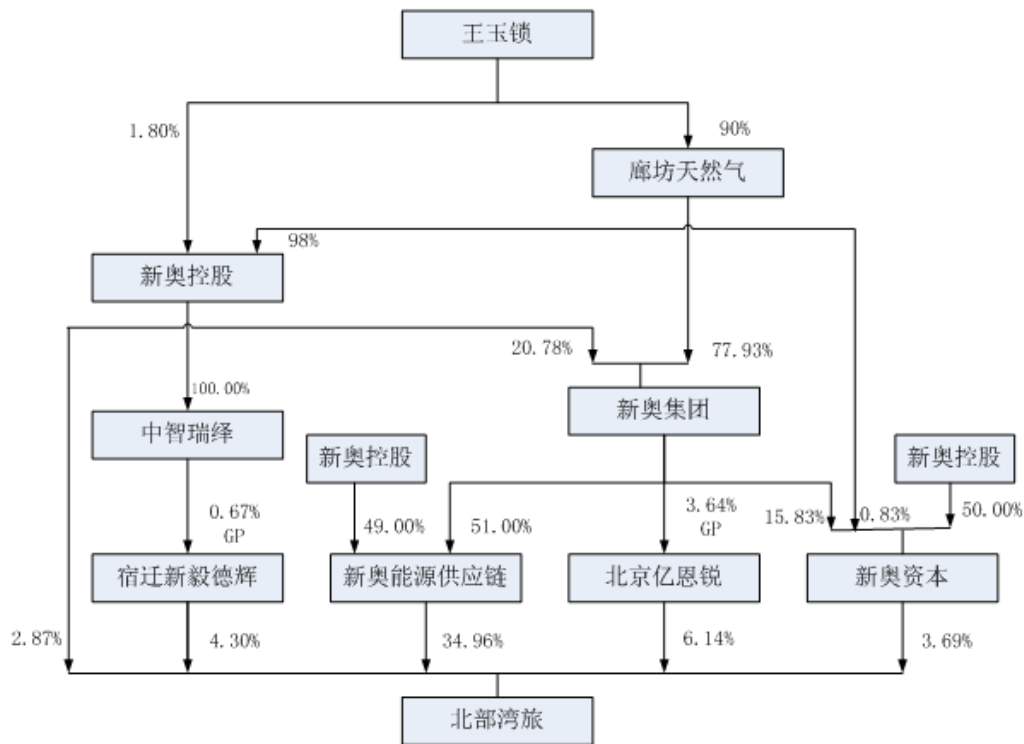 王玉锁
1.80%
90%
廊坊天然气
98%
新奥控股
20.78%
77.93%
100.00%
新奥集团
中智瑞绎
新奥控股
新奥控股
0.67%
GP
49.00%
51.00%
3.64%
GP
15.83%
0.83%
50.00%
宿迁新毅德辉
新奥能源供应链
北京亿恩锐
新奥资本
2.87%
4.30%
34.96%
6.14%
3.69%
北部湾旅